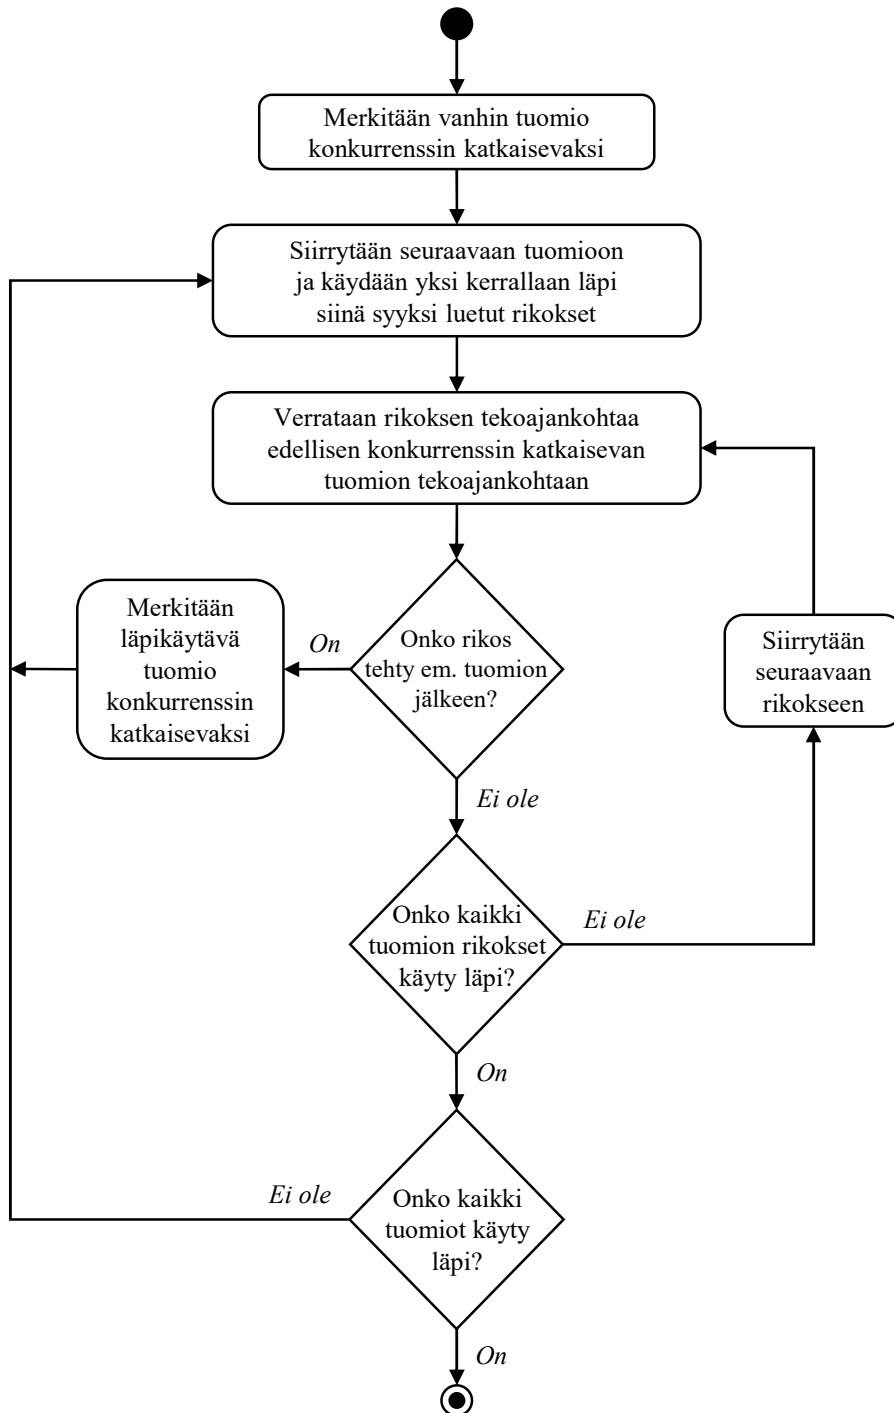 Merkitään vanhin tuomio
konkurrenssin katkaisevaksi
Siirrytään seuraavaan tuomioon
ja käydään yksi kerrallaan läpi
siinä syyksi luetut rikokset
Verrataan rikoksen tekoajankohtaa
edellisen konkurrenssin katkaisevan
tuomion tekoajankohtaan
Merkitään
läpikäytävä
tuomio
konkurrenssin
katkaisevaksi
On
Onko rikos
tehty em. tuomion
jälkeen?
Siirrytään
seuraavaan
rikokseen
Ei ole
Onko kaikki
tuomion rikokset
käyty läpi?
Ei ole
On
Ei ole
Onko kaikki
tuomiot käyty
läpi?
On